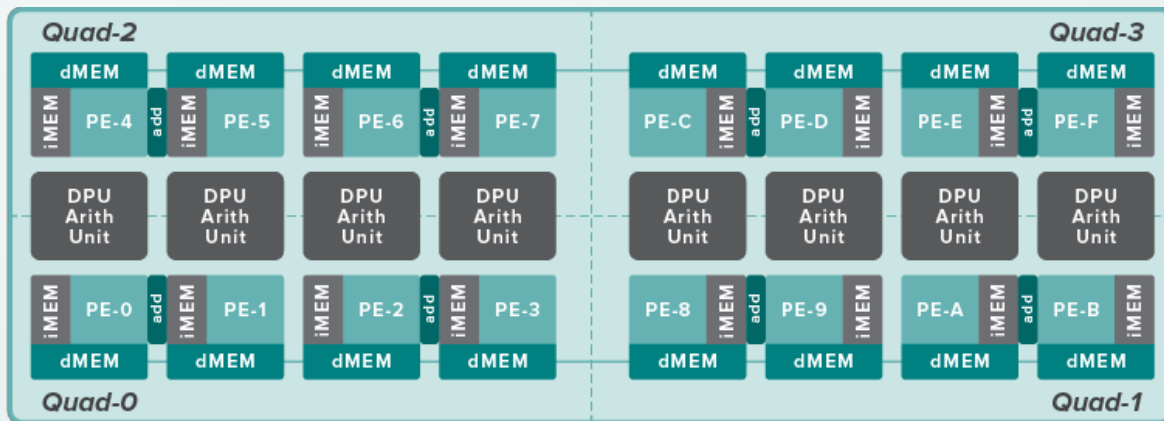 Quad-2 Quad-3
dMEM dMEM dMEM dMEM dMEM dMEM dMEM dMEM
iMEM PE-4 add iMEM PE-5 iMEM PE-6 add iMEM PE-7 PE-C iMEM add PE-D iMEM PE-E iMEM add PE-F iMEM
DPU DPU DPU DPU DPU DPU DPU DPU
Arith Arith Arith Arith Arith Arith Arith Arith
Unit Unit Unit Unit Unit Unit Unit Unit
iMEM PE-0 add iMEM PE-1 iMEM PE-2 add iMEM PE-3 PE-8 iMEM add PE-9 iMEM PE-A iMEM add PE-B iMEM
dMEM dMEM dMEM dMEM dMEM dMEM dMEM dMEM
Quad-0 Quad-1